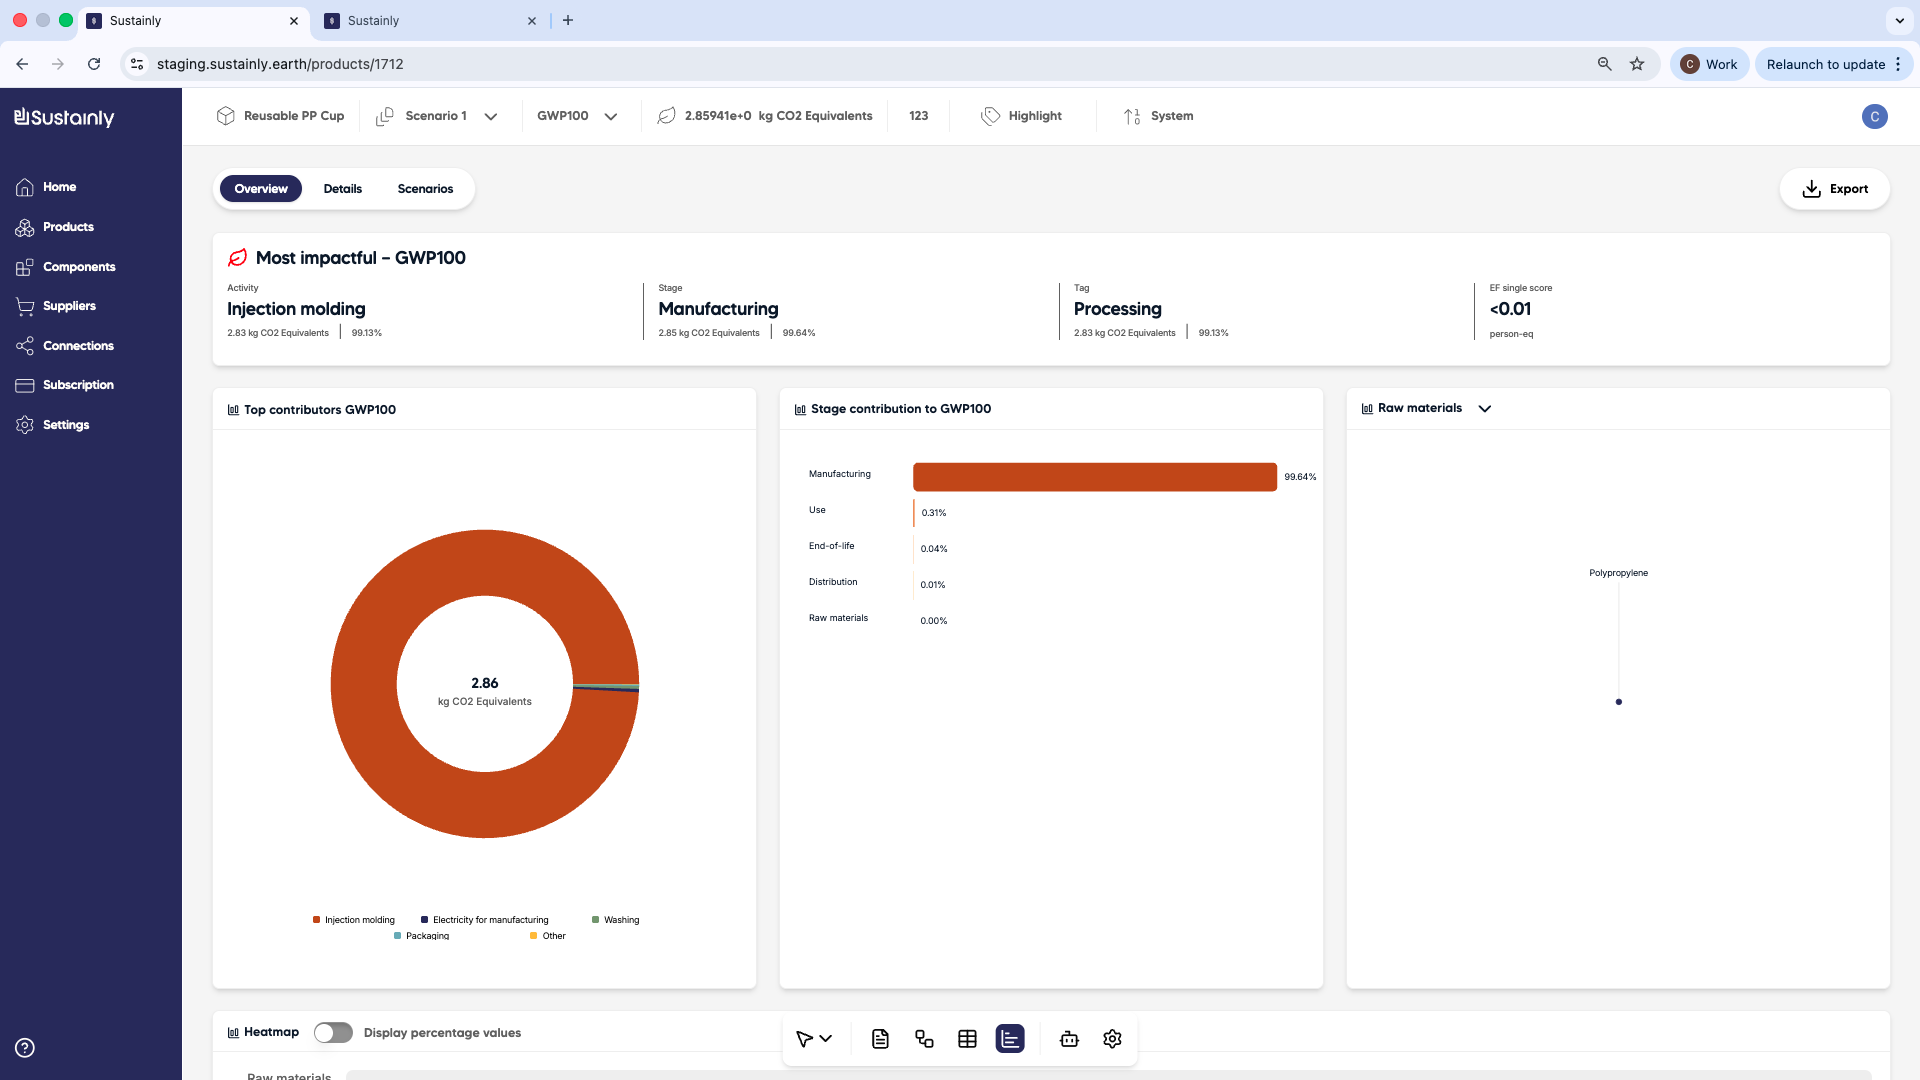 Sustainly
Sustainly
staging.sustainly.earth/products/1712
C Work
Relaunch to update
Sustainly
Reusable PP Cup
Scenario 1
GWP100
2.85941e+0 kg CO2 Equivalents
123
Highlight
System
C
Home
Products
Components
Suppliers
Connections
Subscription
Settings
Overview
Details
Scenarios
Export
Most impactful - GWP100
Activity
Injection molding
2.83 kg CO2 Equivalents
99.13%
Stage
Manufacturing
2.85 kg CO2 Equivalents
99.64%
Tag
Processing
2.83 kg CO2 Equivalents
99.13%
EF single score
<0.01
person-eq
Top contributors GWP100
2.86
kg CO2 Equivalents
Injection molding
Electricity for manufacturing
Washing
Packaging
Other
Stage contribution to GWP100
Manufacturing
99.64%
Use
0.31%
End-of-life
0.04%
Distribution
0.01%
Raw materials
0.00%
Raw materials
Polypropylene
Heatmap
Display percentage values
Raw materials